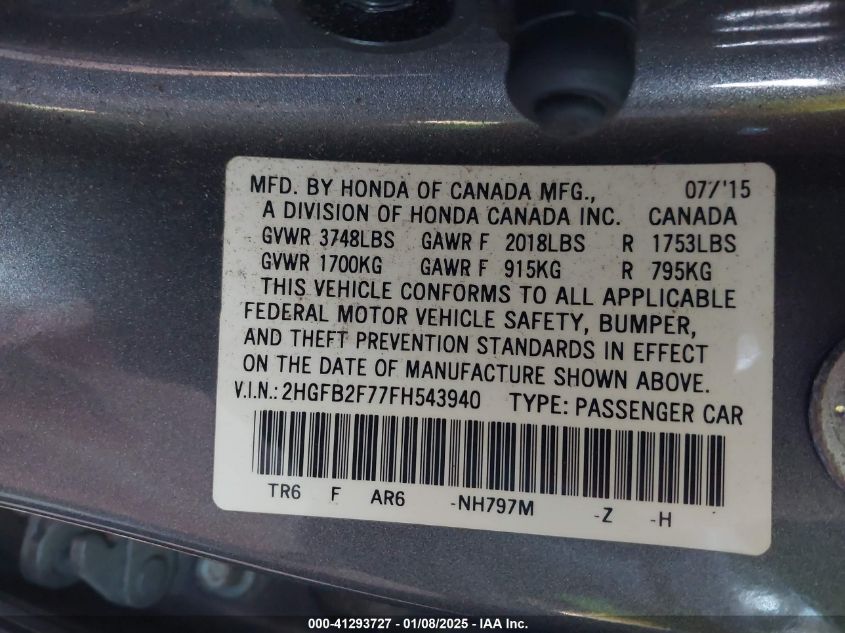 MFD. BY HONDA OF CANADA MFG., 07/'15
A DIVISION OF HONDA CANADA INC. CANADA
GVWR 3748LBS GAWR F 2018LBS R 1753LBS
GVWR 1700KG GAWR F 915KG R 795KG
THIS VEHICLE CONFORMS TO ALL APPLICABLE
FEDERAL MOTOR VEHICLE SAFETY, BUMPER,
AND THEFT PREVENTION STANDARDS IN EFFECT
ON THE DATE OF MANUFACTURE SHOWN ABOVE.
V.I.N.: 2HGFB2F77FH543940 TYPE: PASSENGER CAR
TR6 F AR6 -NH797M -Z -H
000-41293727 - 01/08/2025 - IAA Inc.